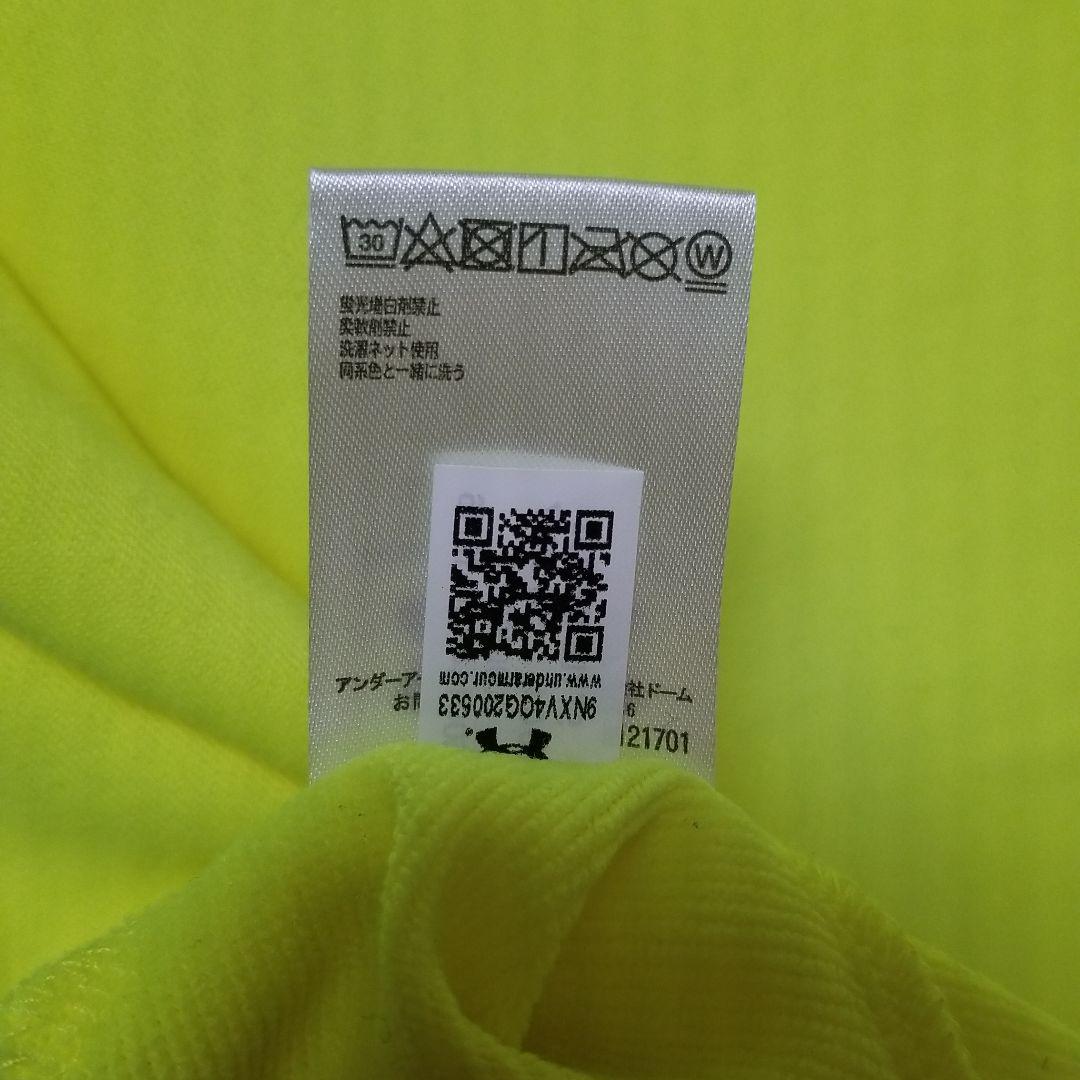 30
W
蛍光増白剤禁止
柔軟剤禁止
洗濯ネット使用
同系色と一緒に洗う
www.underarmour.com
9NXV4QG200533
アンダーア
社ドーム
お
6
121701